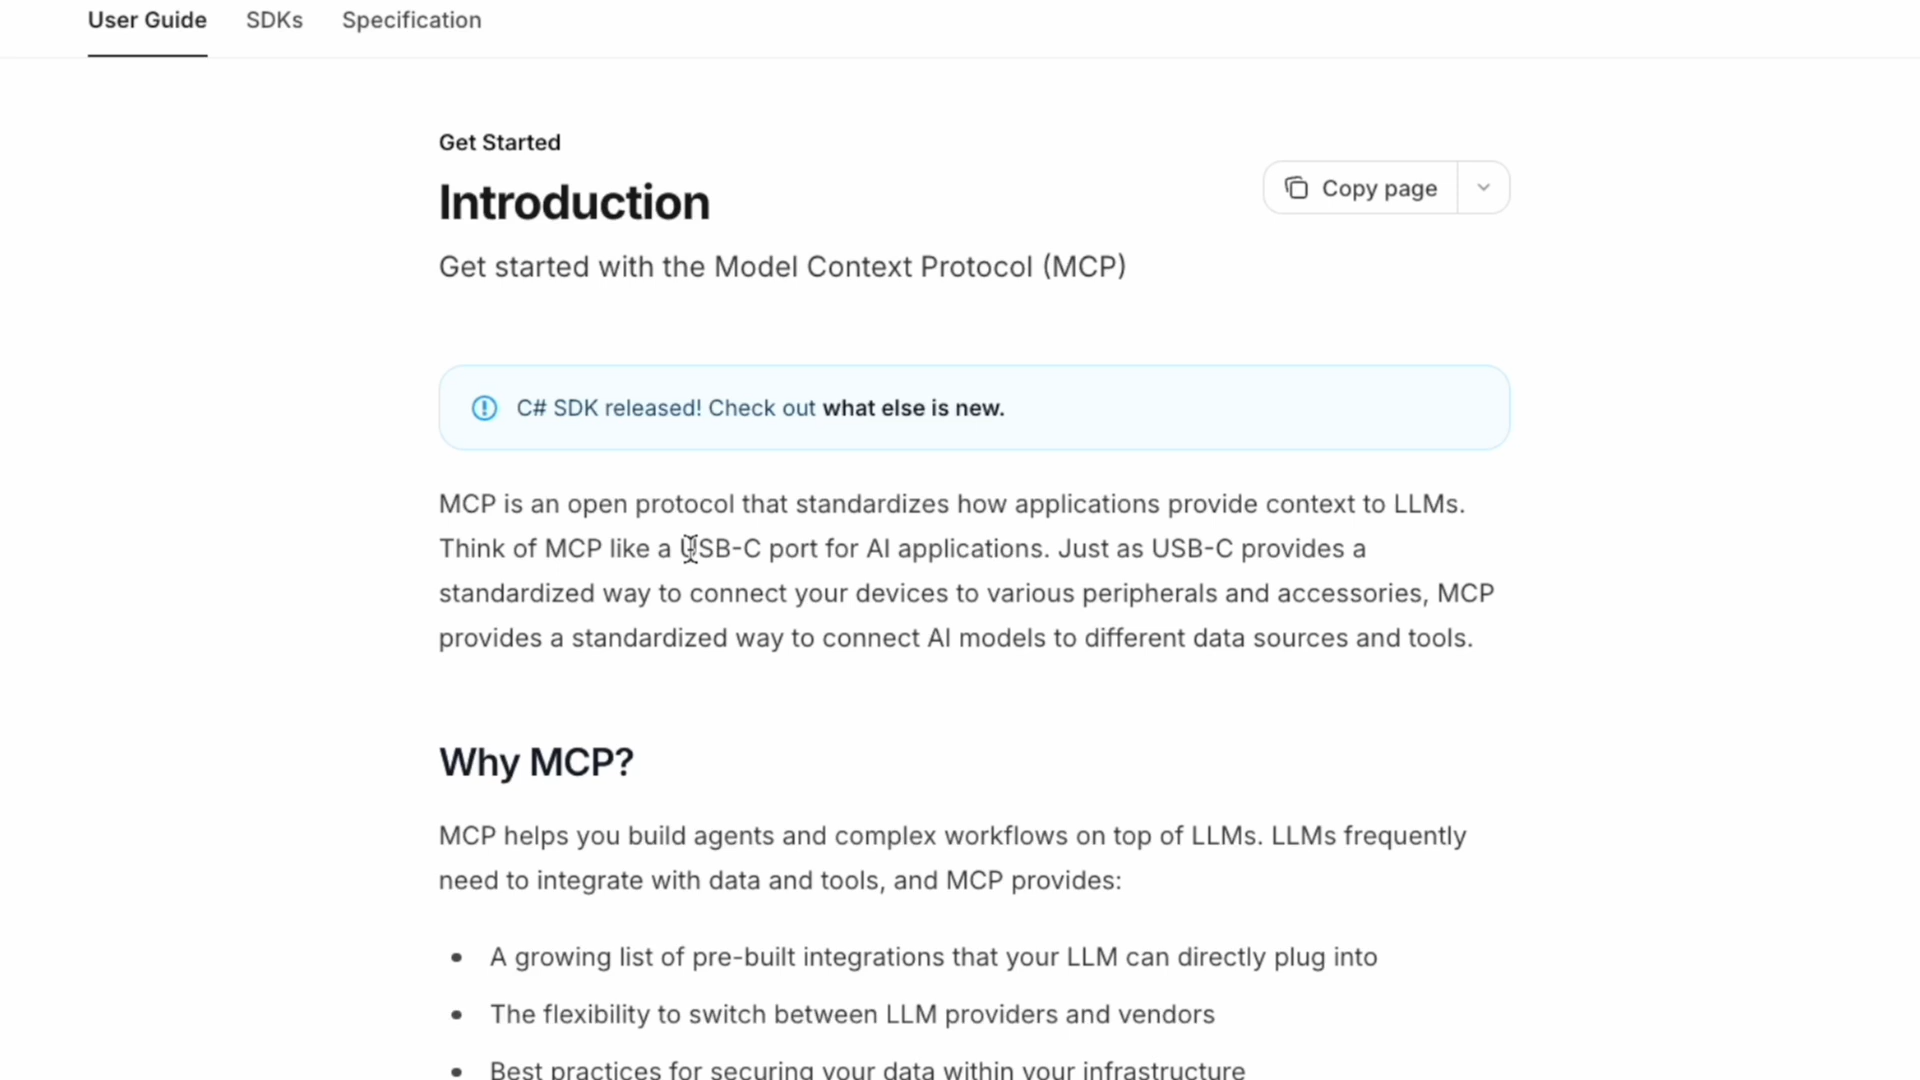 User Guide SDKs Specification
Get Started
Introduction
Copy page
Get started with the Model Context Protocol (MCP)
C# SDK released! Check out what else is new.
MCP is an open protocol that standardizes how applications provide context to LLMs.
Think of MCP like a USB-C port for AI applications. Just as USB-C provides a
standardized way to connect your devices to various peripherals and accessories, MCP
provides a standardized way to connect AI models to different data sources and tools.
Why MCP?
MCP helps you build agents and complex workflows on top of LLMs. LLMs frequently
need to integrate with data and tools, and MCP provides:
• A growing list of pre-built integrations that your LLM can directly plug into
• The flexibility to switch between LLM providers and vendors
• Best practices for securing your data within your infrastructure